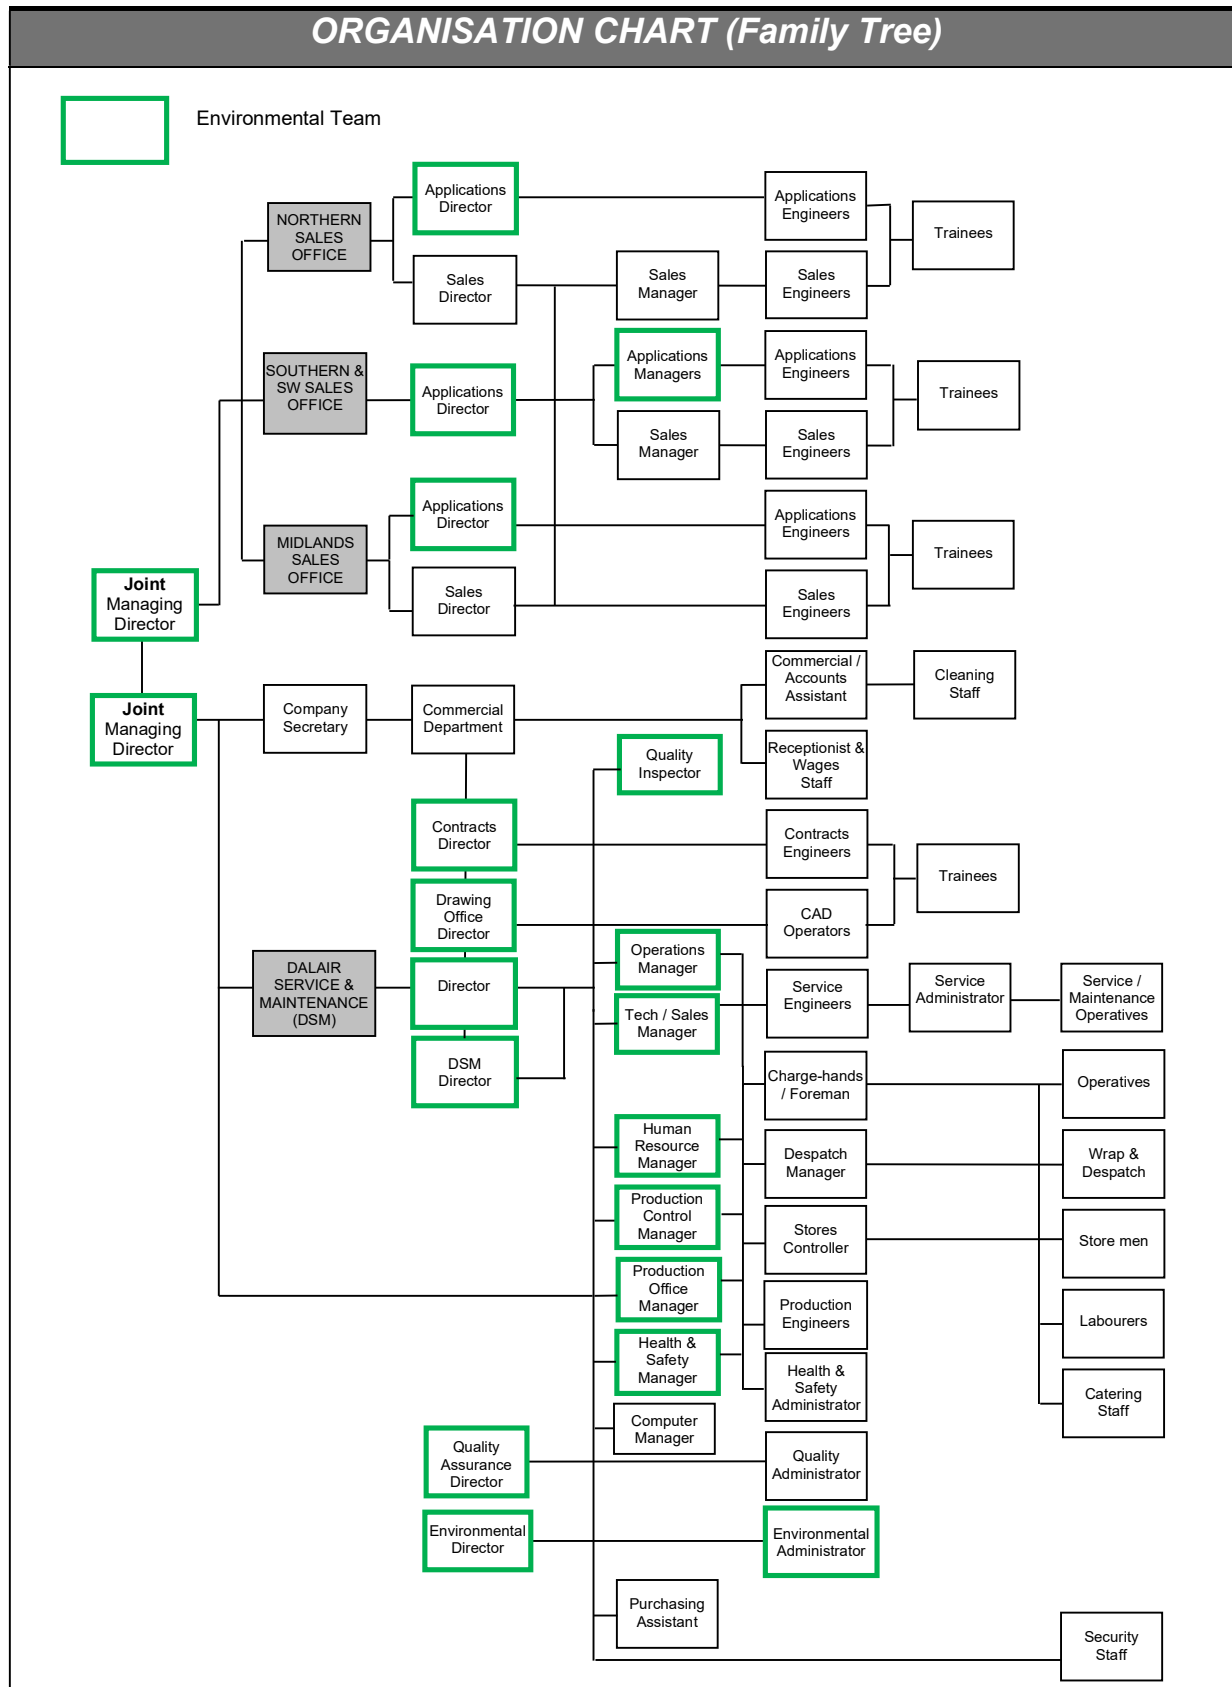 ORGANISATION CHART (Family Tree)
Environmental Team
Applications
Director
Applications
Engineers
NORTHERN
SALES
OFFICE
Trainees
Sales
Director
Sales
Manager
Sales
Engineers
SOUTHERN &
SW SALES
OFFICE
Applications
Director
Applications
Managers
Applications
Engineers
Trainees
Sales
Manager
Sales
Engineers
Applications
Director
Applications
Engineers
MIDLANDS
SALES
OFFICE
Trainees
Joint
Managing
Director
Sales
Director
Sales
Engineers
Joint
Managing
Director
Company
Secretary
Commercial
Department
Commercial /
Accounts
Assistant
Cleaning
Staff
Quality
Inspector
Receptionist &
Wages
Staff
Contracts
Director
Contracts
Engineers
Trainees
Drawing
Office
Director
CAD
Operators
Operations
Manager
DALAIR
SERVICE &
MAINTENANCE
(DSM)
Director
Tech / Sales
Manager
Service
Engineers
Service
Administrator
Service /
Maintenance
Operatives
DSM
Director
Charge-hands
/ Foreman
Operatives
Human
Resource
Manager
Despatch
Manager
Wrap &
Despatch
Production
Control
Manager
Stores
Controller
Store men
Production
Office
Manager
Production
Engineers
Labourers
Health &
Safety
Manager
Health &
Safety
Administrator
Catering
Staff
Computer
Manager
Quality
Assurance
Director
Quality
Administrator
Environmental
Director
Environmental
Administrator
Purchasing
Assistant
Security
Staff